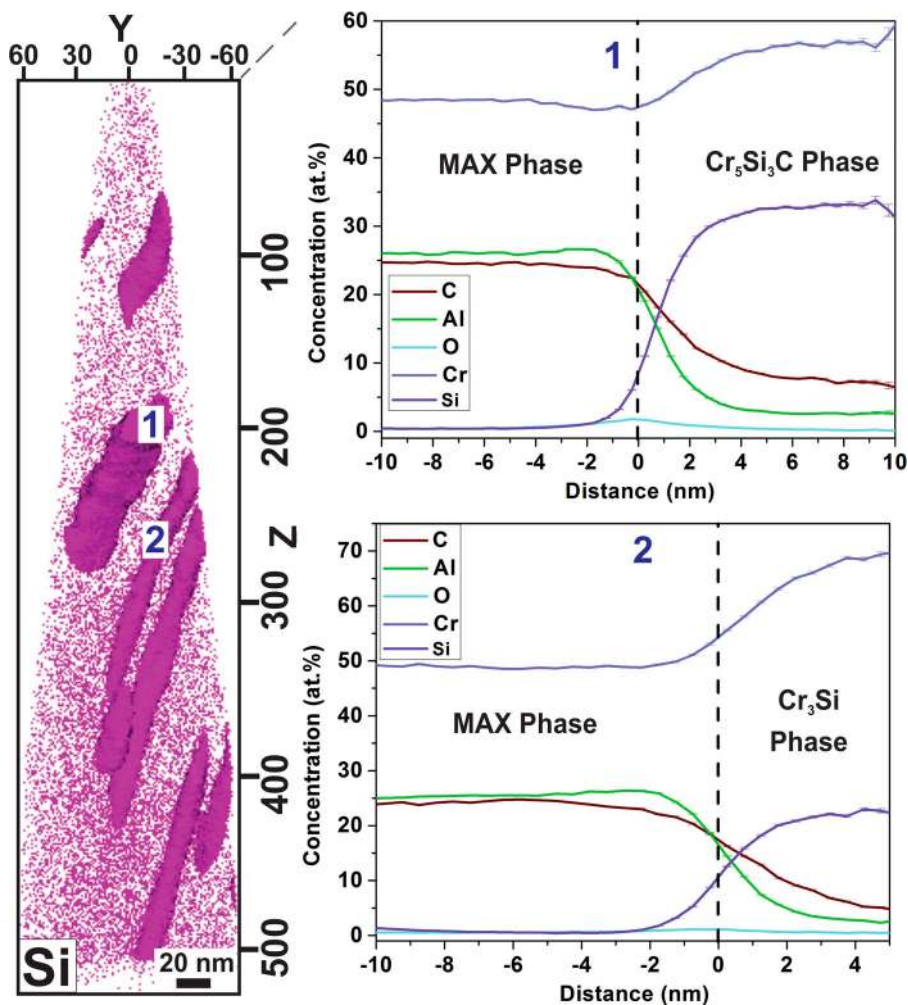 Y
60 30 0 -30 -60
100
200
Z
300
400
500
1
2
Si
20 nm
1
MAX Phase
Cr₅Si₃C Phase
C
Al
O
Cr
Si
Concentration (at.%)
60
50
40
30
20
10
0
-10 -8 -6 -4 -2 0 2 4 6 8 10
Distance (nm)
2
MAX Phase
Cr₃Si
Phase
C
Al
O
Cr
Si
Concentration (at.%)
70
60
50
40
30
20
10
0
-10 -8 -6 -4 -2 0 2 4
Distance (nm)